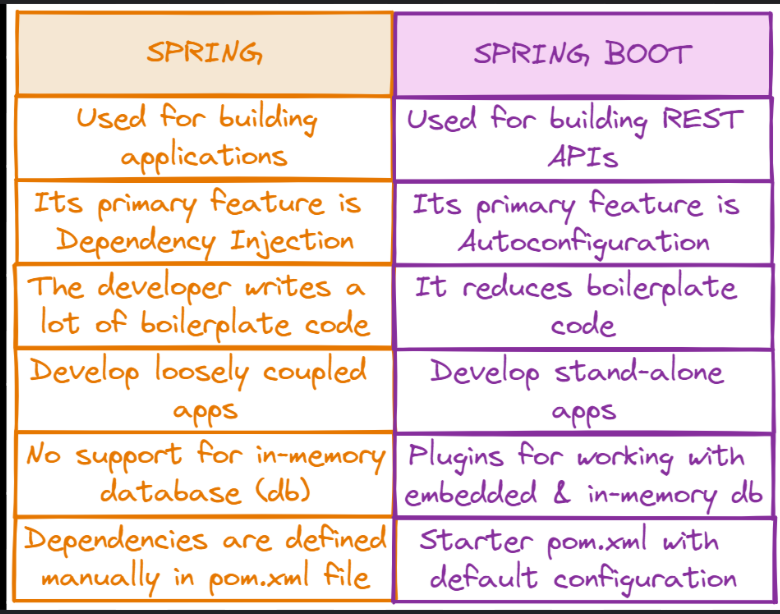 SPRING
SPRING BOOT
Used for building
applications
Used for building REST
APIs
Its primary feature is
Dependency Injection
Its primary feature is
Autoconfiguration
The developer writes a
lot of boilerplate code
It reduces boilerplate
code
Develop loosely coupled
apps
Develop stand-alone
apps
No support for in-memory
database (db)
Plugins for working with
embedded & in-memory db
Dependencies are defined
manually in pom.xml file
Starter pom.xml with
default configuration